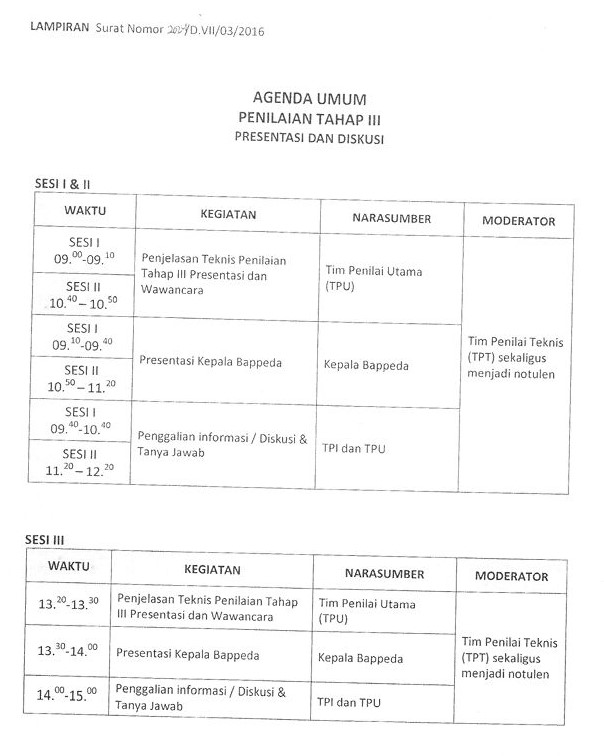 LAMPIRAN Surat Nomor /D.VII/03/2016
AGENDA UMUM
PENILAIAN TAHAP III
PRESENTASI DAN DISKUSI
SESI I & II
WAKTU KEGIATAN NARASUMBER MODERATOR
SESI I
09.00-09.10
SESI II
10.40 – 10.50
Penjelasan Teknis Penilaian
Tahap III Presentasi dan
Wawancara
Tim Penilai Utama
(TPU)
SESI I
09.10-09.40
SESI II
10.50 – 11.20
Presentasi Kepala Bappeda
Kepala Bappeda
SESI I
09.40-10.40
SESI II
11.20 – 12.20
Penggalian informasi / Diskusi &
Tanya Jawab
TPI dan TPU
Tim Penilai Teknis
(TPT) sekaligus
menjadi notulen
SESI III
WAKTU KEGIATAN NARASUMBER MODERATOR
13.20-13.30
Penjelasan Teknis Penilaian Tahap
III Presentasi dan Wawancara
Tim Penilai Utama
(TPU)
13.30-14.00
Presentasi Kepala Bappeda
Kepala Bappeda
14.00-15.00
Penggalian informasi / Diskusi &
Tanya Jawab
TPI dan TPU
Tim Penilai Teknis
(TPT) sekaligus
menjadi notulen